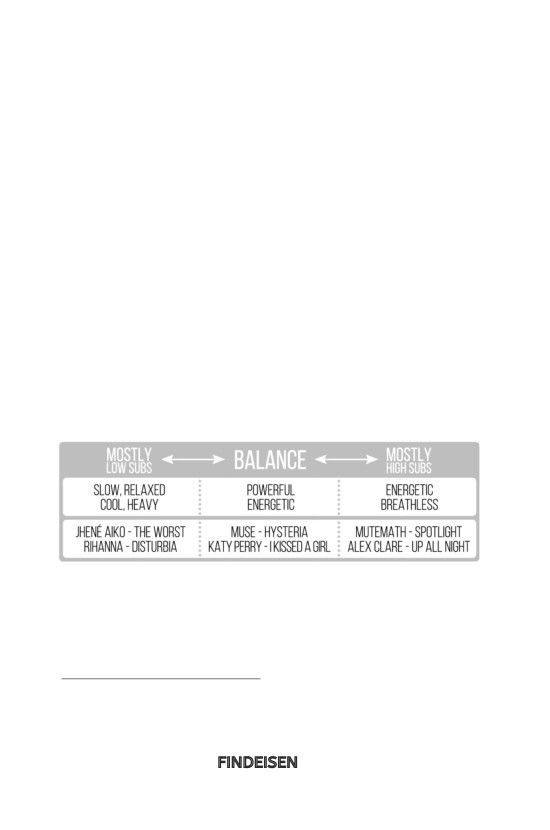 MOSTLY
LOW SUBS
BALANCE
MOSTLY
HIGH SUBS
SLOW, RELAXED
COOL, HEAVY
POWERFUL
ENERGETIC
ENERGETIC
BREATHLESS
JHENÉ AIKO - THE WORST
RIHANNA - DISTURBIA
MUSE - HYSTERIA
KATY PERRY - I KISSED A GIRL
MUTEMATH - SPOTLIGHT
ALEX CLARE - UP ALL NIGHT
FINDEISEN